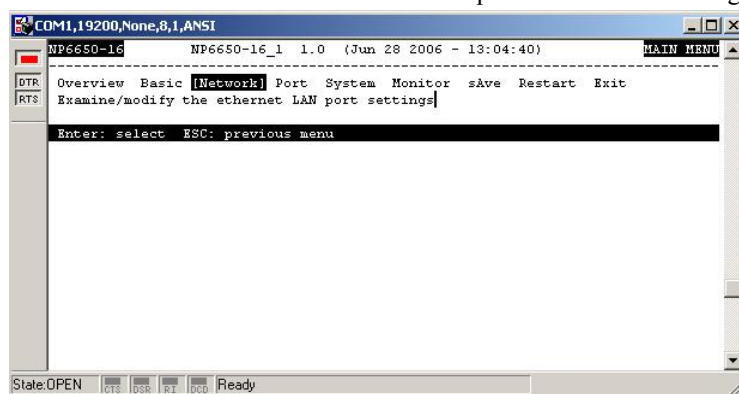 COM1,19200,None,8,1,ANSI
NP6650-16 NP6650-16_1 1.0 (Jun 28 2006 - 13:04:40) MAIN MENU
--------------------------------------------------------------------------------
DTR
RTS
Overview Basic [Network] Port System Monitor sAve Restart Exit
Examine/modify the ethernet LAN port settings
Enter: select ESC: previous menu
State:OPEN CTS DSR RI DCD Ready